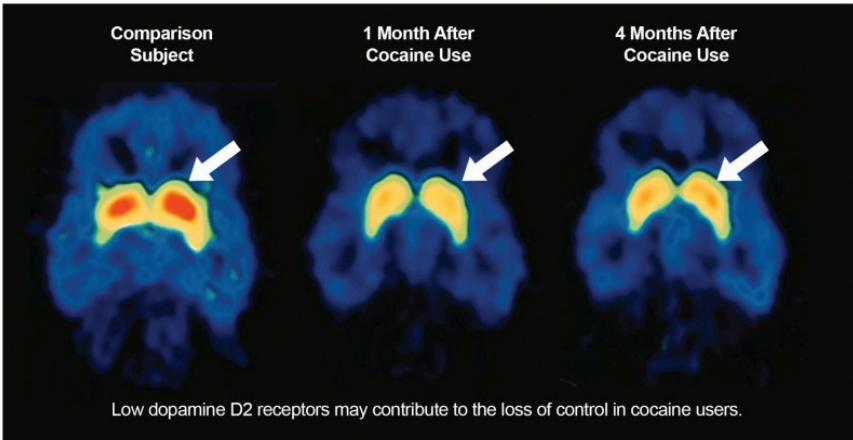 Comparison
Subject
1 Month After
Cocaine Use
4 Months After
Cocaine Use
Low dopamine D2 receptors may contribute to the loss of control in cocaine users.